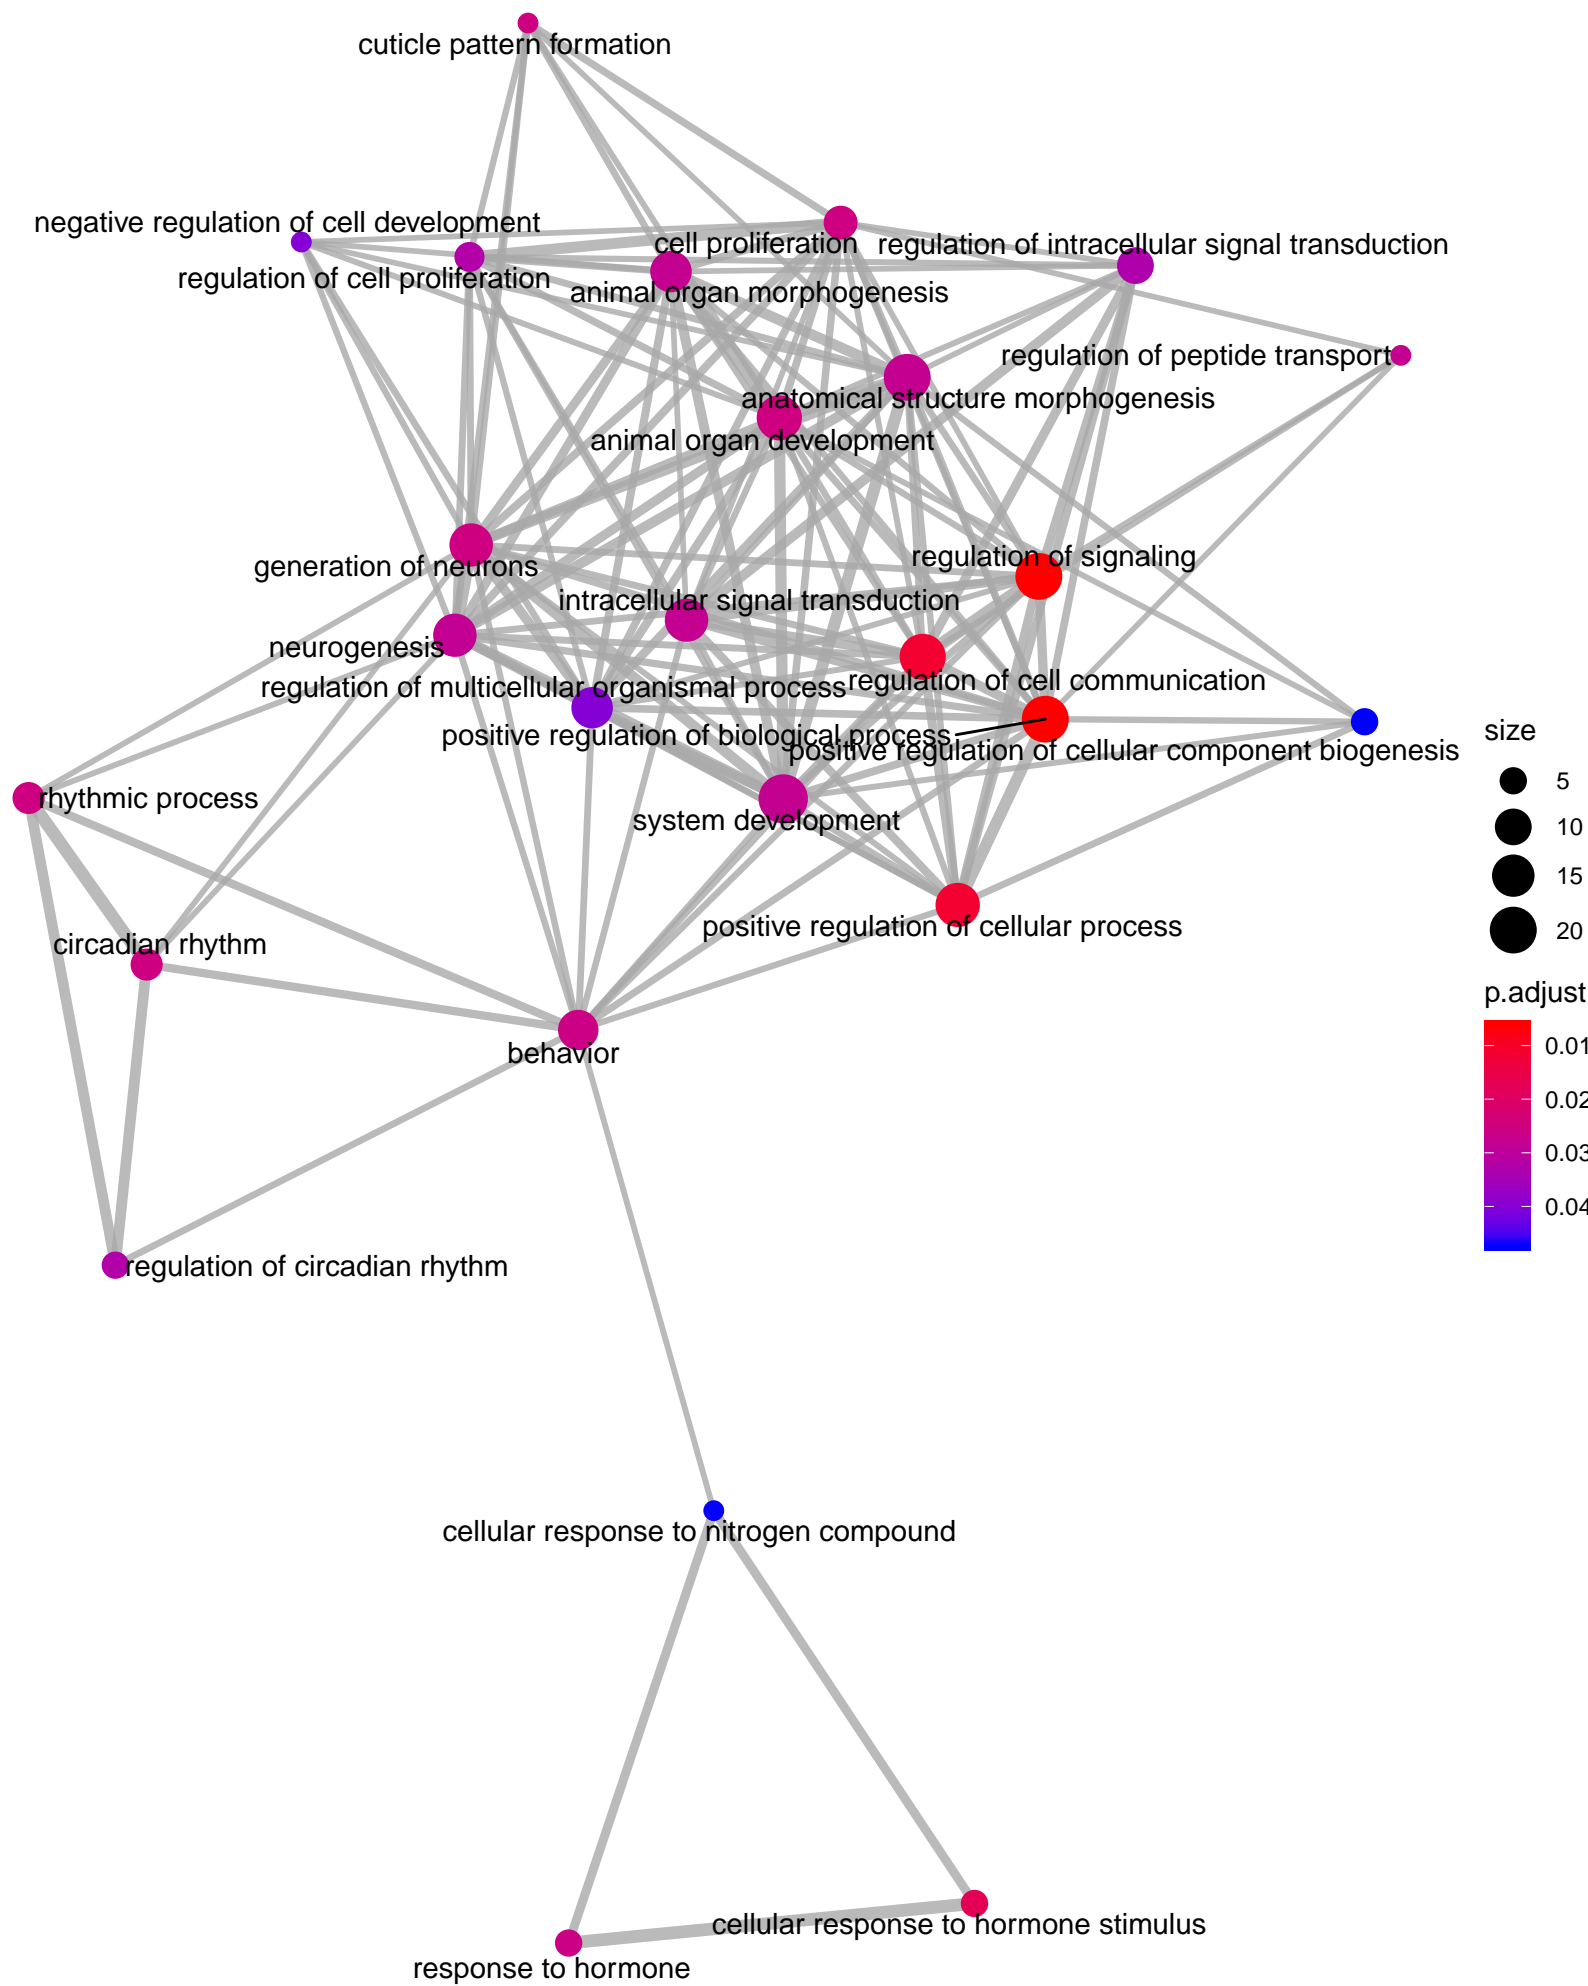 cuticle pattern formation
negative regulation of cell development
cell proliferation
regulation of intracellular signal transduction
regulation of cell proliferation
animal organ morphogenesis
regulation of peptide transport
anatomical structure morphogenesis
animal organ development
regulation of signaling
generation of neurons
intracellular signal transduction
neurogenesis
regulation of multicellular organismal process
regulation of cell communication
positive regulation of biological process
positive regulation of cellular component biogenesis
rhythmic process
system development
positive regulation of cellular process
circadian rhythm
behavior
regulation of circadian rhythm
cellular response to nitrogen compound
cellular response to hormone stimulus
response to hormone
size
5
10
15
20
p.adjust
0.01
0.02
0.03
0.04